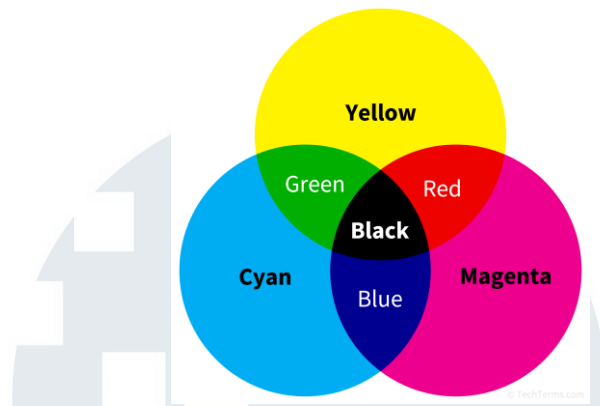 Yellow
Green
Red
Black
Cyan
Magenta
Blue
© TechTerms.com